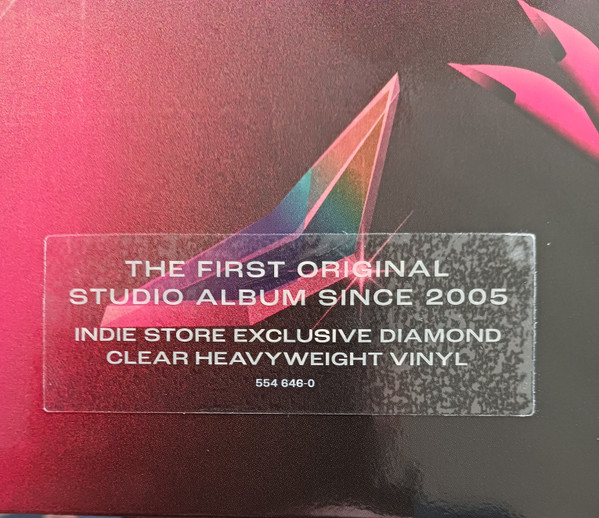 THE FIRST ORIGINAL
STUDIO ALBUM SINCE 2005
INDIE STORE EXCLUSIVE DIAMOND
CLEAR HEAVYWEIGHT VINYL
554 646-0